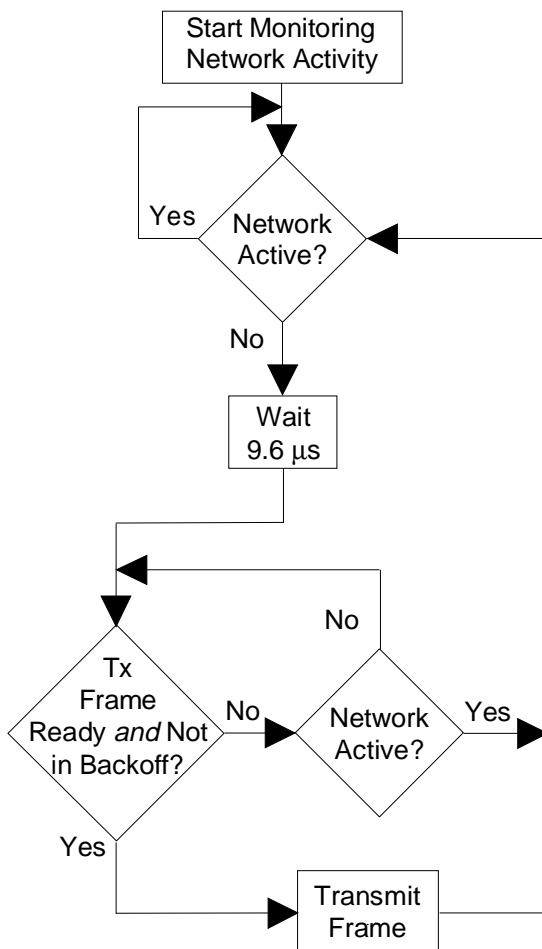 Start Monitoring
Network Activity
Yes
Network
Active?
No
Wait
9.6 μs
No
Tx
Frame
Ready and Not
in Backoff?
No
Network
Active?
Yes
Yes
Transmit
Frame